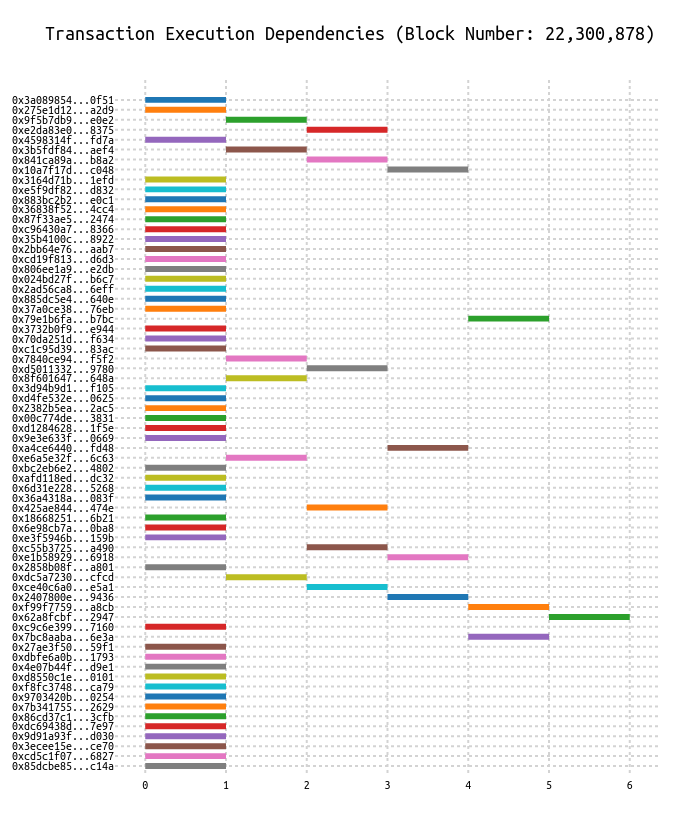 Transaction Execution Dependencies (Block Number: 22,300,878)
0x3a089854...0f51
0x275e1d12...a2d9
0x9f5b7db9...e0e2
0xe2da83e0...8375
0x4598314f...fd7a
0x3b5fdf84...aef4
0x841ca89a...b8a2
0x10a7f17d...c048
0x3164d71b...1efd
0xe5f9df82...d832
0x883bc2b2...e0c1
0x36838f52...4cc4
0x87f33ae5...2474
0xc96430a7...8366
0x35b4100c...8922
0x2bb64e76...aab7
0xcd19f813...d6d3
0x806ee1a9...e2db
0x024bd27f...b6c7
0x2ad56ca8...6eff
0x885dc5e4...640e
0x37a0ce38...76eb
0x79e1b6fa...b7bc
0x3732b0f9...e944
0x70da251d...f634
0xc1c95d39...83ac
0x7840ce94...f5f2
0xd5011332...9780
0x8f601647...648a
0x3d94b9d1...f105
0xd4fe532e...0625
0x2382b5ea...2ac5
0x00c774de...3831
0xd1284628...1f5e
0x9e3e633f...0669
0xa4ce6440...fd48
0xe6a5e32f...6c63
0xbc2eb6e2...4802
0xafd118ed...dc32
0x6d31e228...5268
0x36a4318a...083f
0x425ae844...474e
0x18668251...6b21
0x6e98cb7a...0ba8
0xe3f5946b...159b
0xc55b3725...a490
0xe1b58929...6918
0x2858b08f...a801
0xdc5a7230...cfcd
0xce40c6a0...e5a1
0x2407800e...9436
0xf99f7759...a8cb
0x62a8fcbf...2947
0xc9c6e399...7160
0x7bc8aaba...6e3a
0x27ae3f50...59f1
0xdbfe6a0b...1793
0x4e07b44f...d9e1
0xd8550c1e...0101
0xf8fc3748...ca79
0x9703420b...0254
0x7b341755...2629
0x86cd37c1...3cfb
0xdc69438d...7e97
0x9d91a93f...d030
0x3ecee15e...ce70
0xcd5c1f07...6827
0x85dcbe85...c14a
0 1 2 3 4 5 6